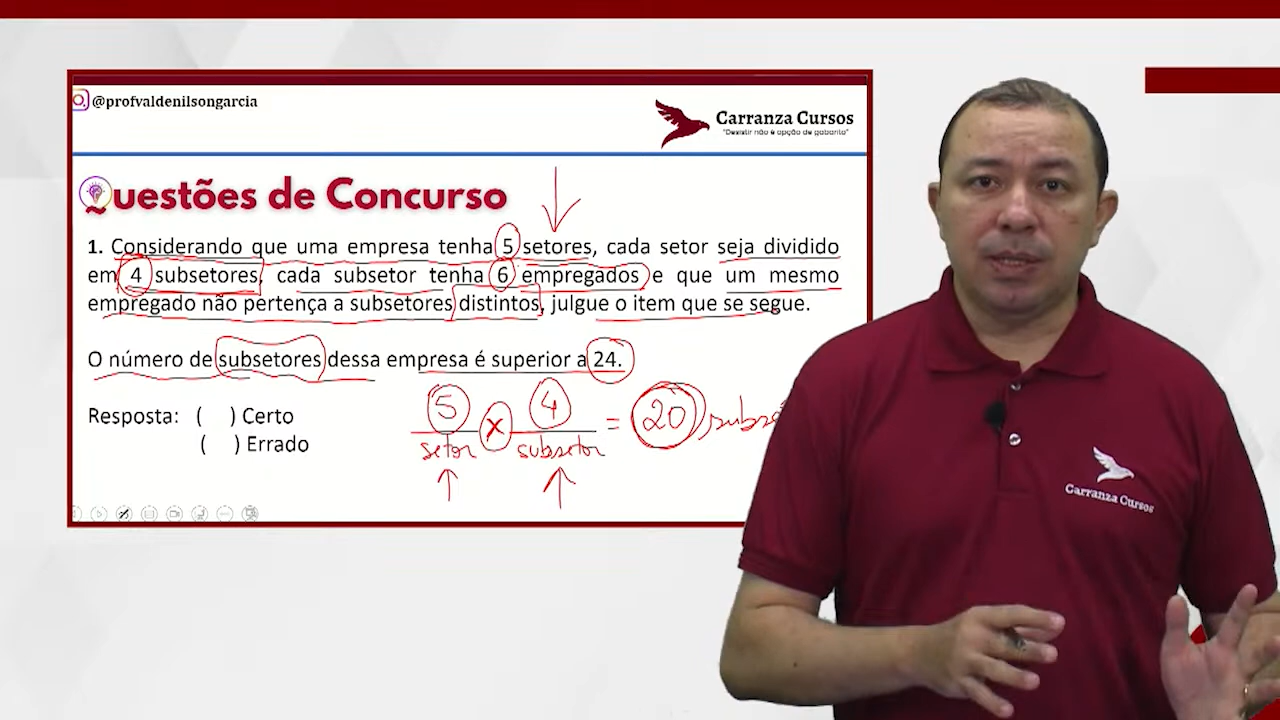 @profvaldenilsongarcia
Carranza Cursos
"Desistir não é opção de gabarito"
Questões de Concurso
1. Considerando que uma empresa tenha 5 setores, cada setor seja dividido
em 4 subsetores, cada subsetor tenha 6 empregados e que um mesmo
empregado não pertença a subsetores distintos, julgue o item que se segue.
O número de subsetores dessa empresa é superior a 24.
Resposta: ( ) Certo
( ) Errado
5 x 4 = 20
setor subsetor
Carranza Cursos